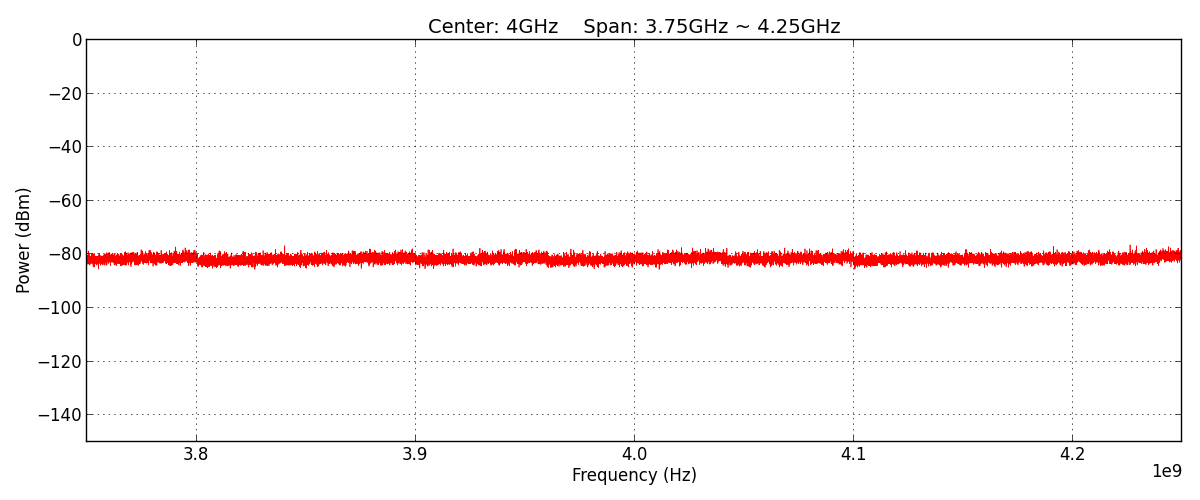 Center: 4GHz    Span: 3.75GHz ~ 4.25GHz
0
−20
−40
−60
−80
−100
−120
−140
Power (dBm)
3.8 3.9 4.0 4.1 4.2
1e9
Frequency (Hz)